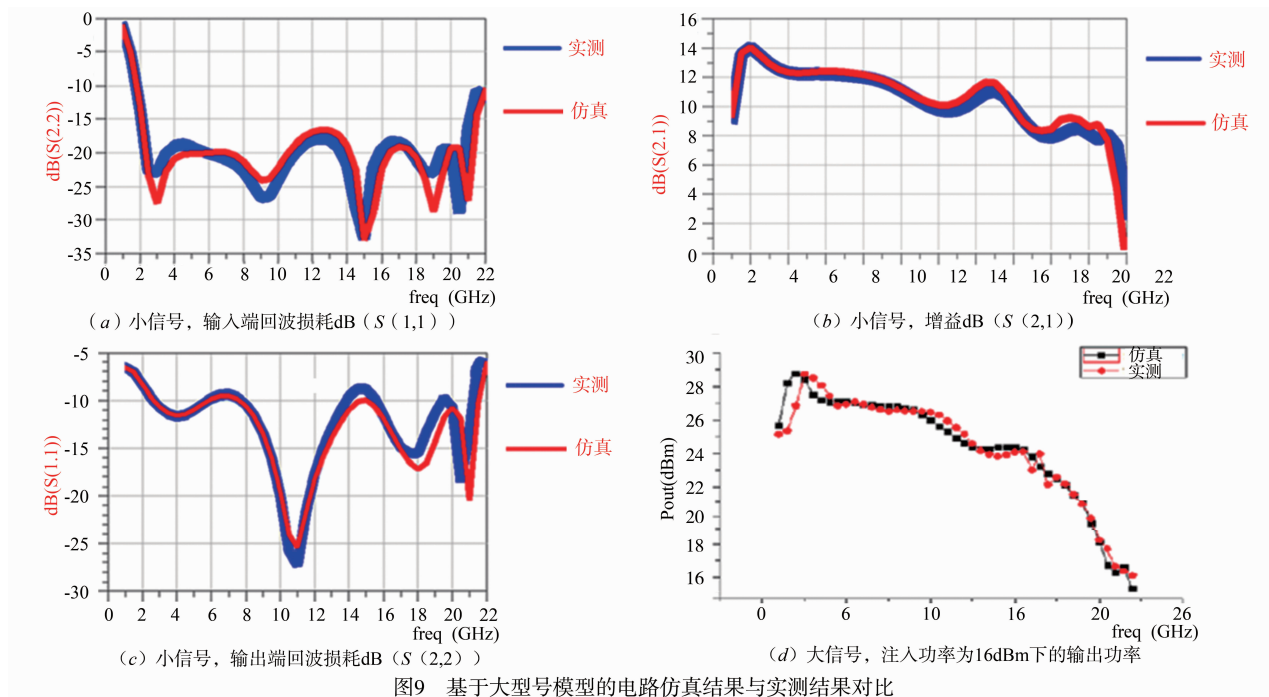 0
-5
-10
-15
-20
-25
-30
-35
dB(S(2.2))
0 2 4 6 8 10 12 14 16 18 20 22
freq (GHz)
实测
仿真
(a)小信号，输入端回波损耗dB（S（1,1））
16
14
12
10
8
6
4
2
0
dB(S(2.1))
0 2 4 6 8 10 12 14 16 18 20 22
freq (GHz)
实测
仿真
(b)小信号，增益dB（S（2,1）)
-5
-10
-15
-20
-25
-30
dB(S(1.1))
0 2 4 6 8 10 12 14 16 18 20 22
freq (GHz)
实测
仿真
(c)小信号，输出端回波损耗dB（S（2,2））
30
28
26
24
22
20
18
16
Pout(dBm)
0 6 10 16 20 26
freq (GHz)
仿真
实测
(d)大信号，注入功率为16dBm下的输出功率
图9 基于大型号模型的电路仿真结果与实测结果对比